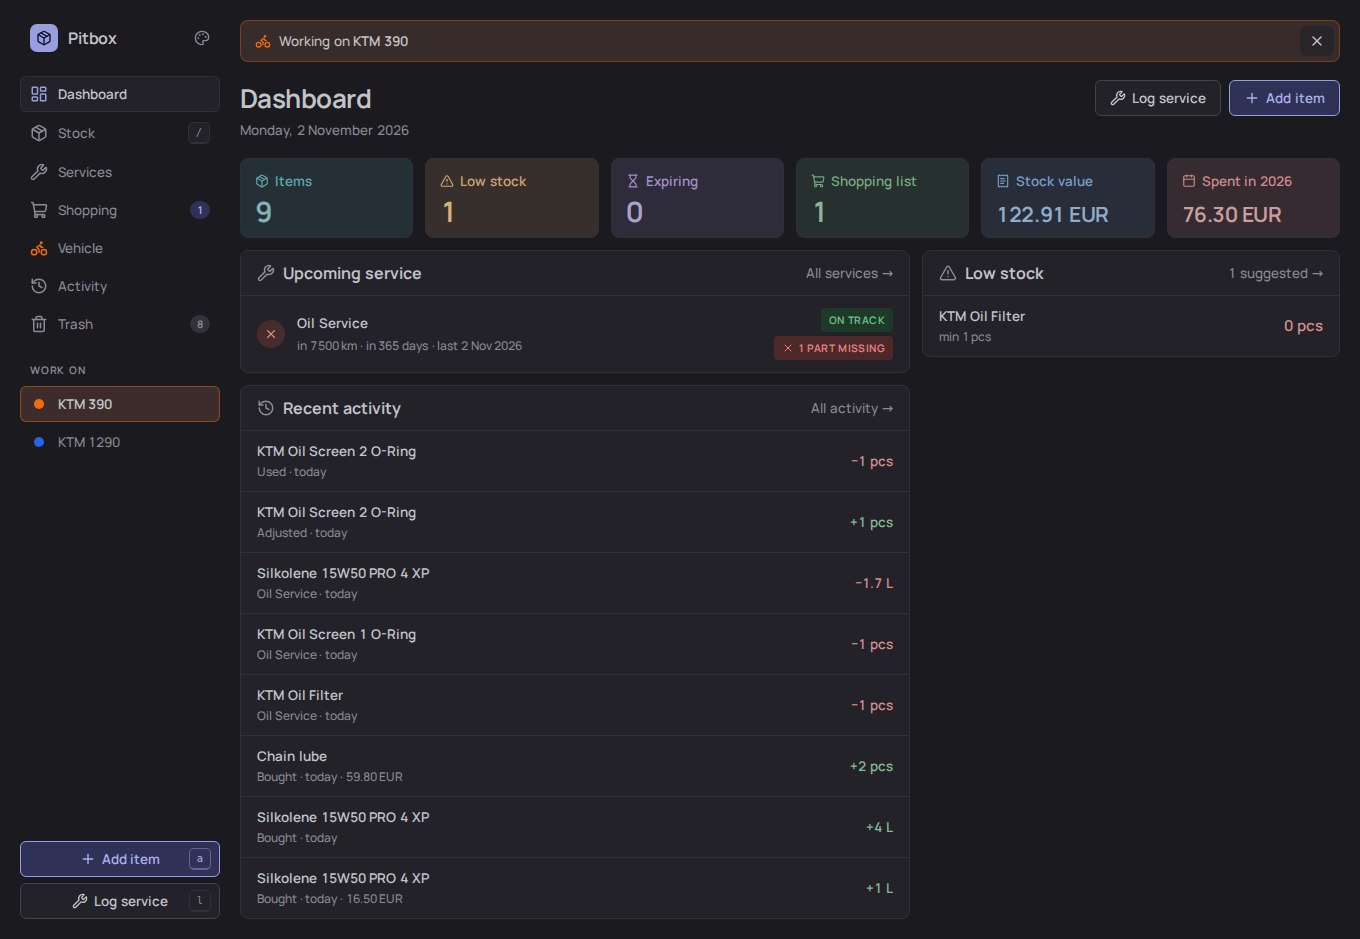 Pitbox
Dashboard
Stock /
Services
Shopping 1
Vehicle
Activity
Trash 8
WORK ON
KTM 390
KTM 1290
Add item a
Log service l
Working on KTM 390
Dashboard
Monday, 2 November 2026
Log service
Add item
Items
9
Low stock
1
Expiring
0
Shopping list
1
Stock value
122.91 EUR
Spent in 2026
76.30 EUR
Upcoming service
All services →
Oil Service
in 7 500 km · in 365 days · last 2 Nov 2026
ON TRACK
1 PART MISSING
Low stock
1 suggested →
KTM Oil Filter
min 1 pcs
0 pcs
Recent activity
All activity →
KTM Oil Screen 2 O-Ring
Used · today
−1 pcs
KTM Oil Screen 2 O-Ring
Adjusted · today
+1 pcs
Silkolene 15W50 PRO 4 XP
Oil Service · today
−1.7 L
KTM Oil Screen 1 O-Ring
Oil Service · today
−1 pcs
KTM Oil Filter
Oil Service · today
−1 pcs
Chain lube
Bought · today · 59.80 EUR
+2 pcs
Silkolene 15W50 PRO 4 XP
Bought · today
+4 L
Silkolene 15W50 PRO 4 XP
Bought · today · 16.50 EUR
+1 L